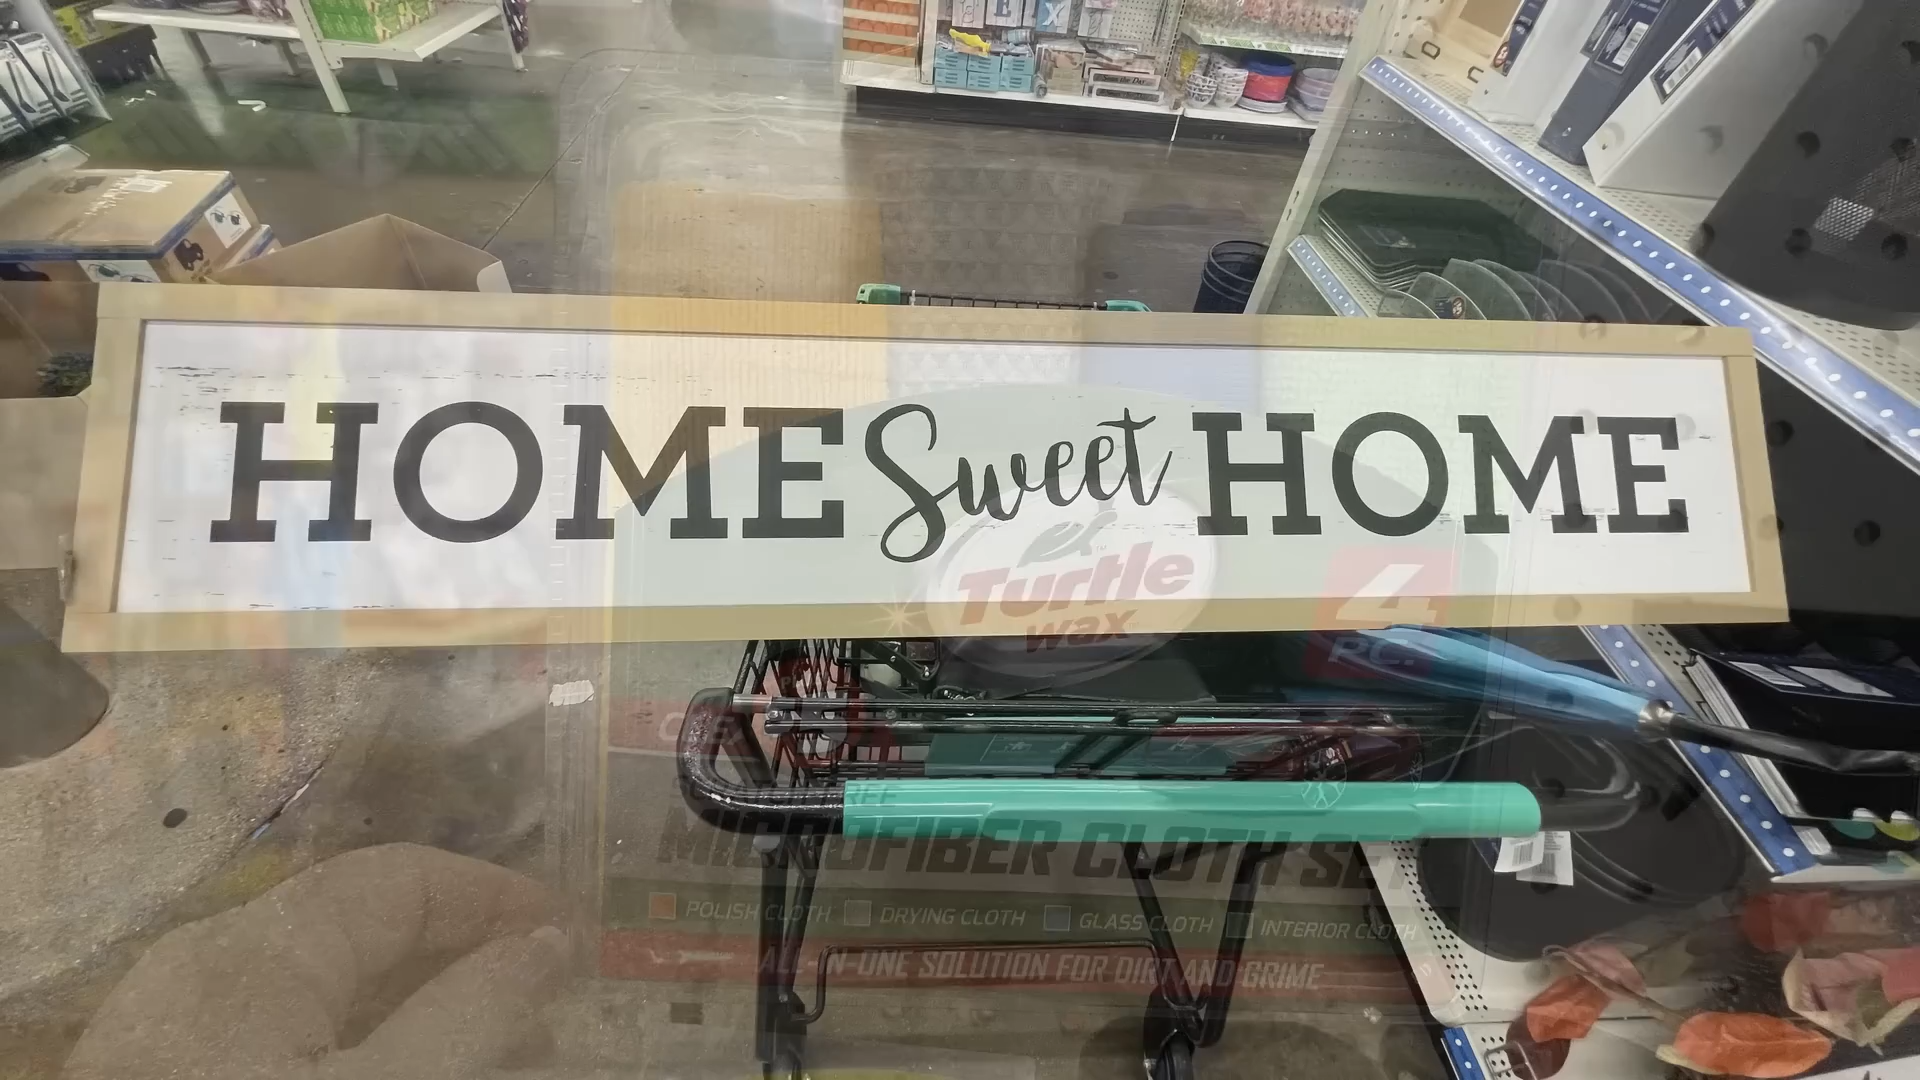 HOME Sweet HOME
Turtle
wax
4
PC.
MICROFIBER CLOTH SET
POLISH CLOTH DRYING CLOTH GLASS CLOTH INTERIOR CLOTH
ALL-IN-ONE SOLUTION FOR DIRT AND GRIME